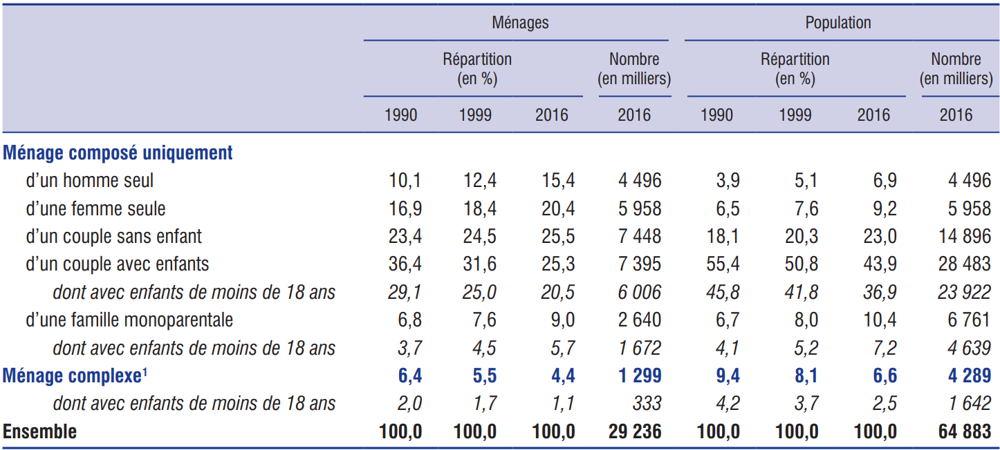 Ménages Population
Répartition Nombre Répartition Nombre
(en %) (en milliers) (en %) (en milliers)
1990 1999 2016 2016 1990 1999 2016 2016
Ménage composé uniquement
d’un homme seul 10,1 12,4 15,4 4 496 3,9 5,1 6,9 4 496
d’une femme seule 16,9 18,4 20,4 5 958 6,5 7,6 9,2 5 958
d’un couple sans enfant 23,4 24,5 25,5 7 448 18,1 20,3 23,0 14 896
d’un couple avec enfants 36,4 31,6 25,3 7 395 55,4 50,8 43,9 28 483
dont avec enfants de moins de 18 ans 29,1 25,0 20,5 6 006 45,8 41,8 36,9 23 922
d’une famille monoparentale 6,8 7,6 9,0 2 640 6,7 8,0 10,4 6 761
dont avec enfants de moins de 18 ans 3,7 4,5 5,7 1 672 4,1 5,2 7,2 4 639
Ménage complexe¹ 6,4 5,5 4,4 1 299 9,4 8,1 6,6 4 289
dont avec enfants de moins de 18 ans 2,0 1,7 1,1 333 4,2 3,7 2,5 1 642
Ensemble 100,0 100,0 100,0 29 236 100,0 100,0 100,0 64 883